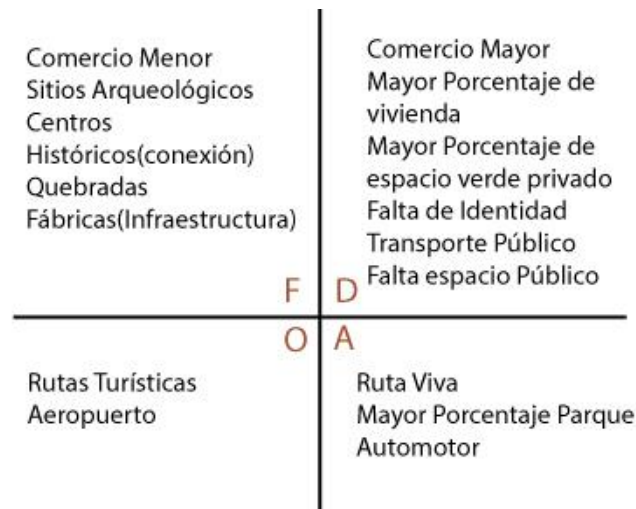 Comercio Menor
Sitios Arqueológicos
Centros
Históricos(conexión)
Quebradas
Fábricas(Infraestructura)
F
Comercio Mayor
Mayor Porcentaje de
vivienda
Mayor Porcentaje de
espacio verde privado
Falta de Identidad
Transporte Público
Falta espacio Público
D
O
Rutas Turísticas
Aeropuerto
A
Ruta Viva
Mayor Porcentaje Parque
Automotor